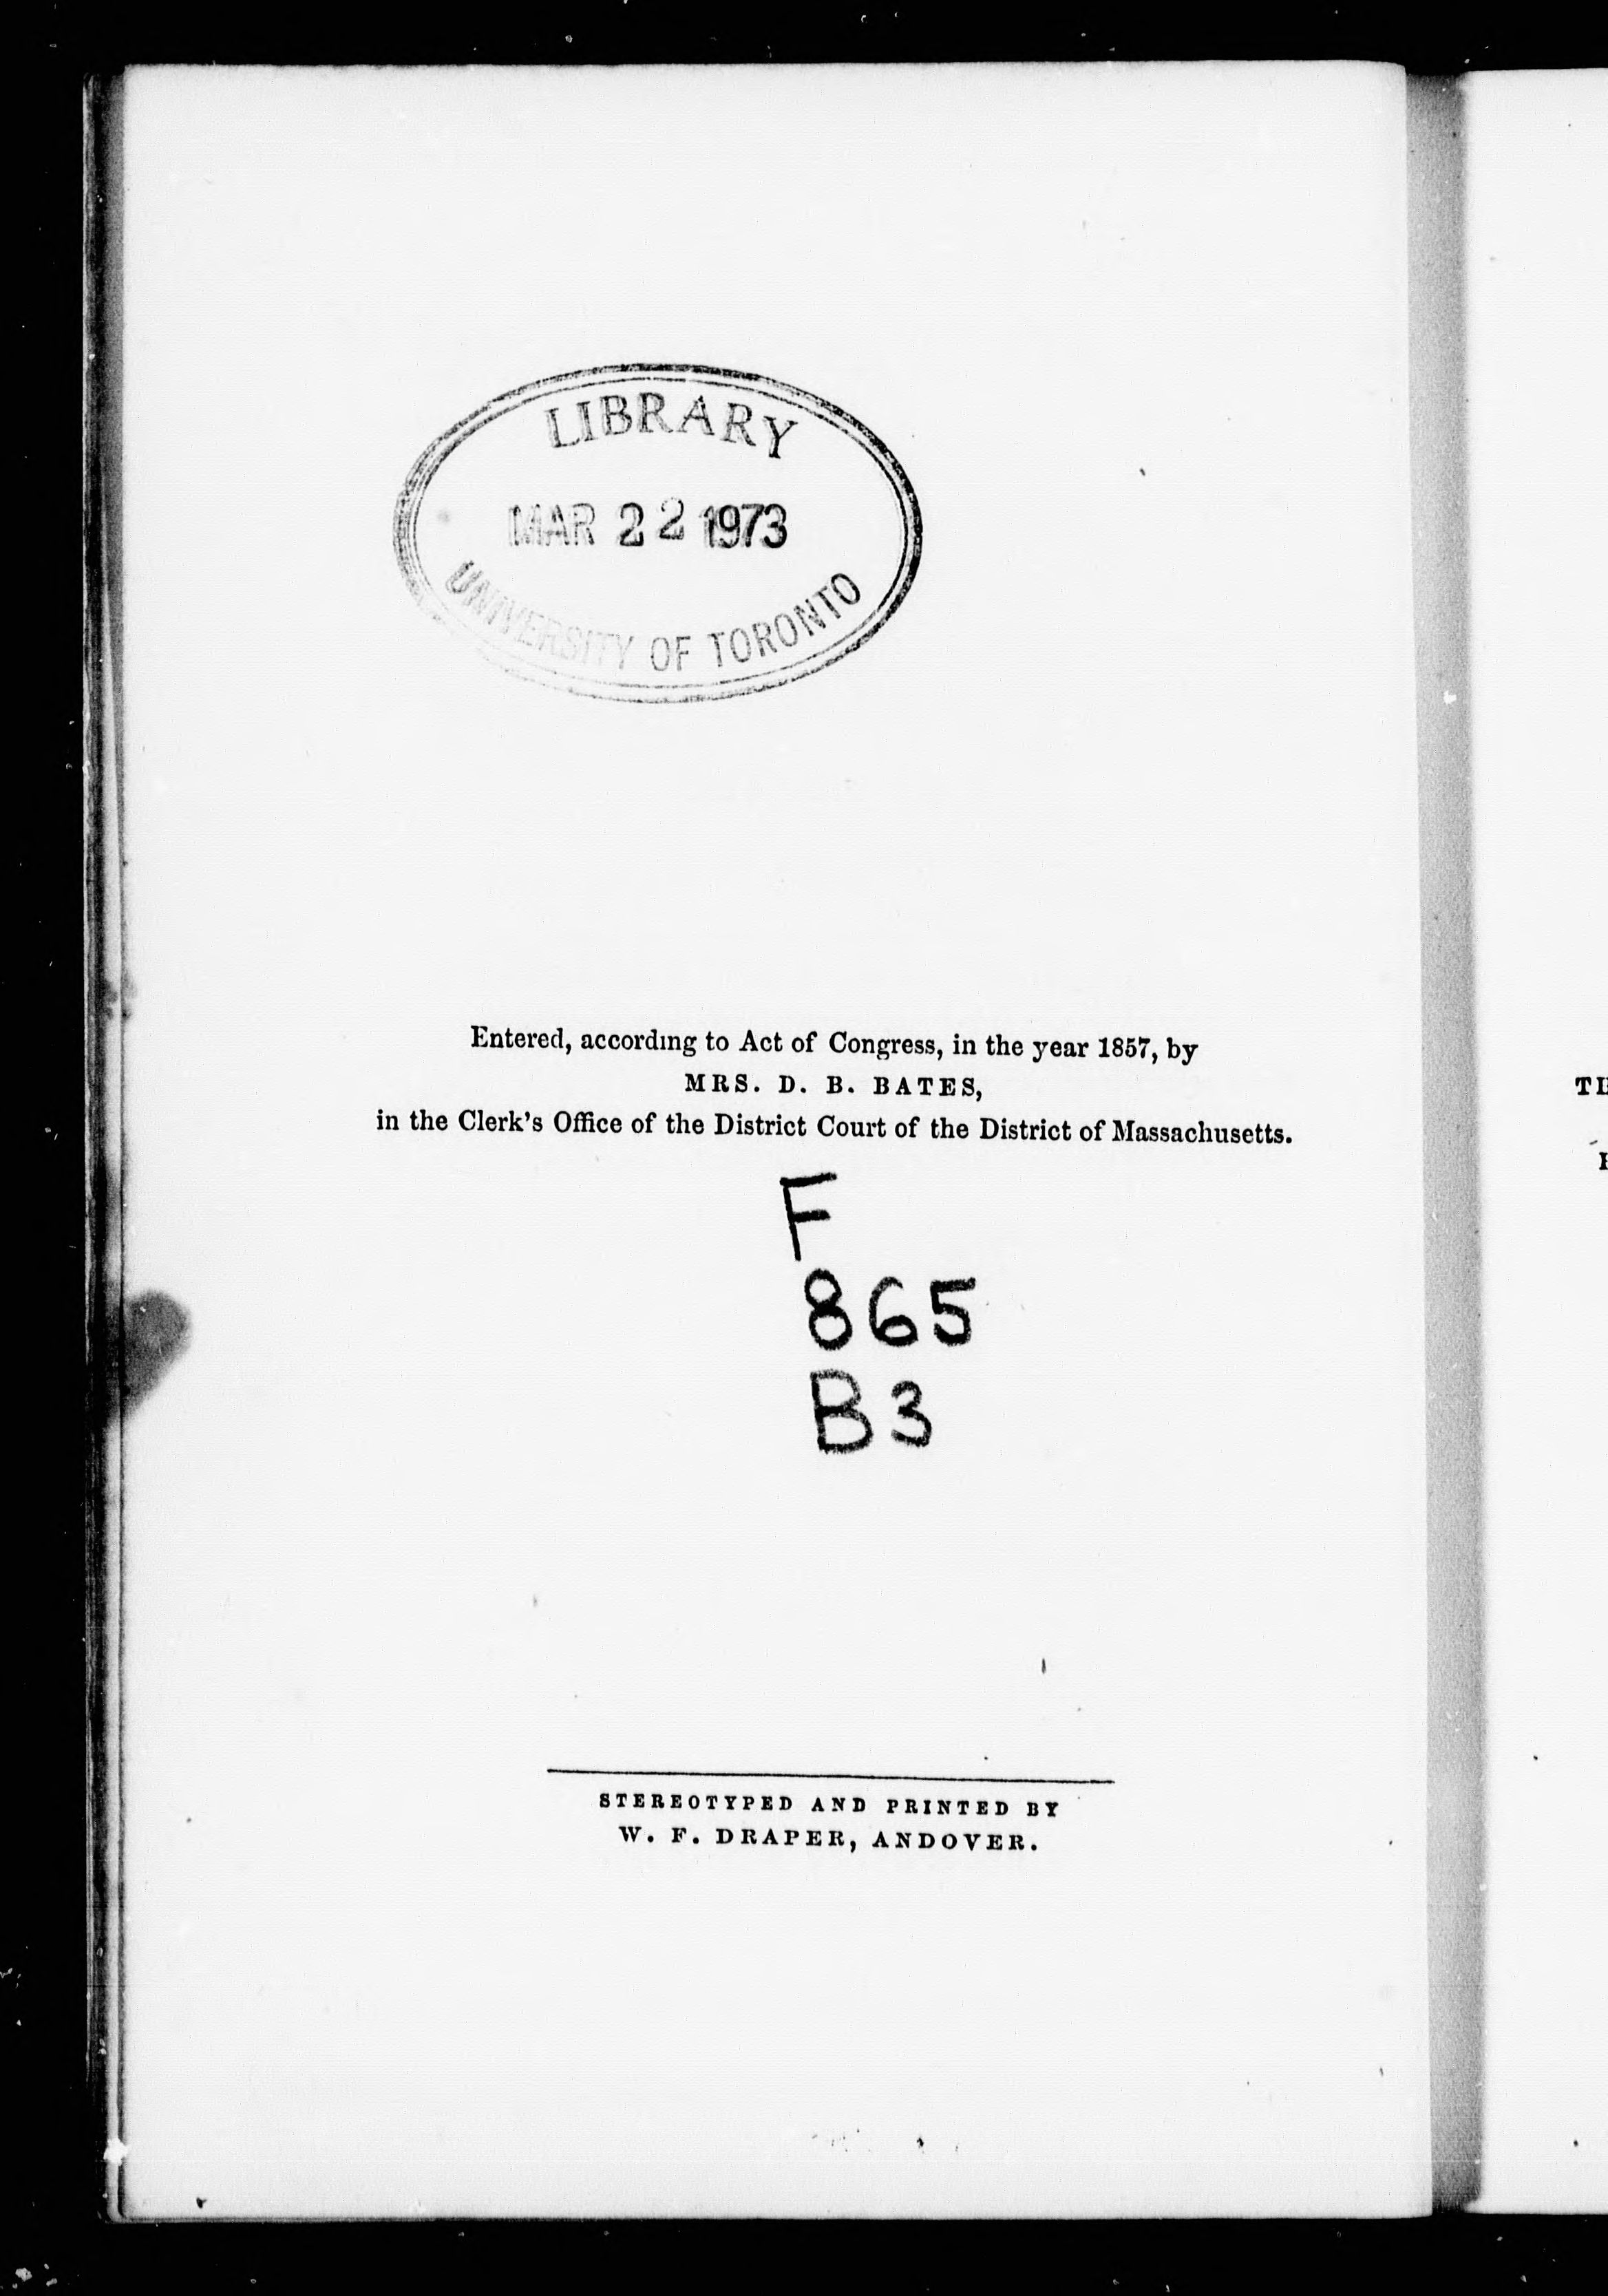 LIBRARY
MAR 22 1973
UNIVERSITY OF TORONTO
Entered, according to Act of Congress, in the year 1857, by
MRS. D. B. BATES,
in the Clerk's Office of the District Court of the District of Massachusetts.
F
865
B3
STEREOTYPED AND PRINTED BY
W. F. DRAPER, ANDOVER.